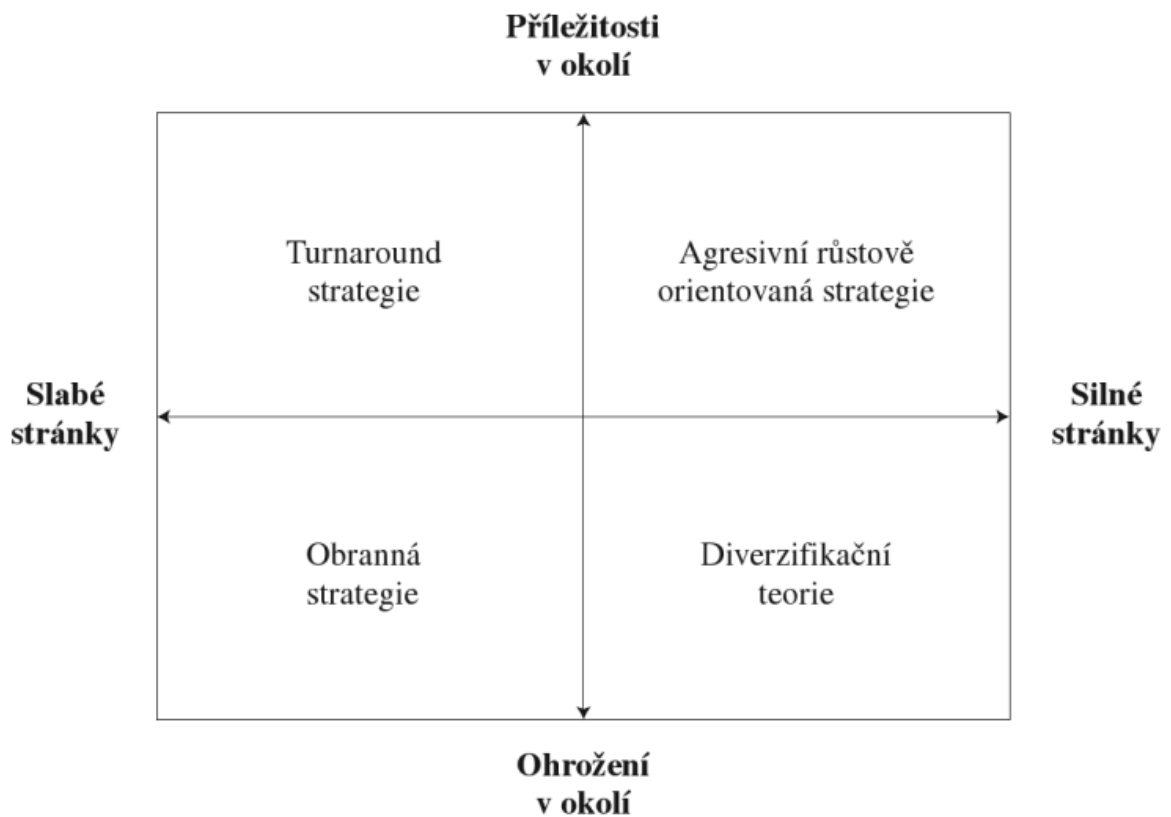 Příležitosti
v okolí
Turnaround
strategie
Agresivní růstově
orientovaná strategie
Slabé
stránky
Silné
stránky
Obranná
strategie
Diverzifikační
teorie
Ohrožení
v okolí